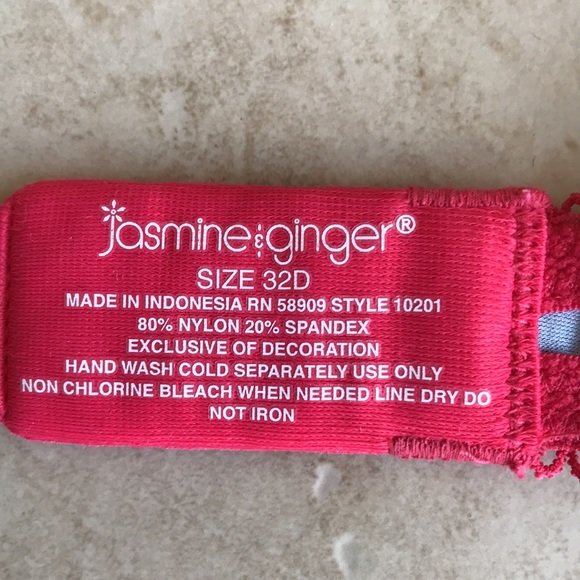 jasmine & ginger®
SIZE 32D
MADE IN INDONESIA RN 58909 STYLE 10201
80% NYLON 20% SPANDEX
EXCLUSIVE OF DECORATION
HAND WASH COLD SEPARATELY USE ONLY
NON CHLORINE BLEACH WHEN NEEDED LINE DRY DO
NOT IRON